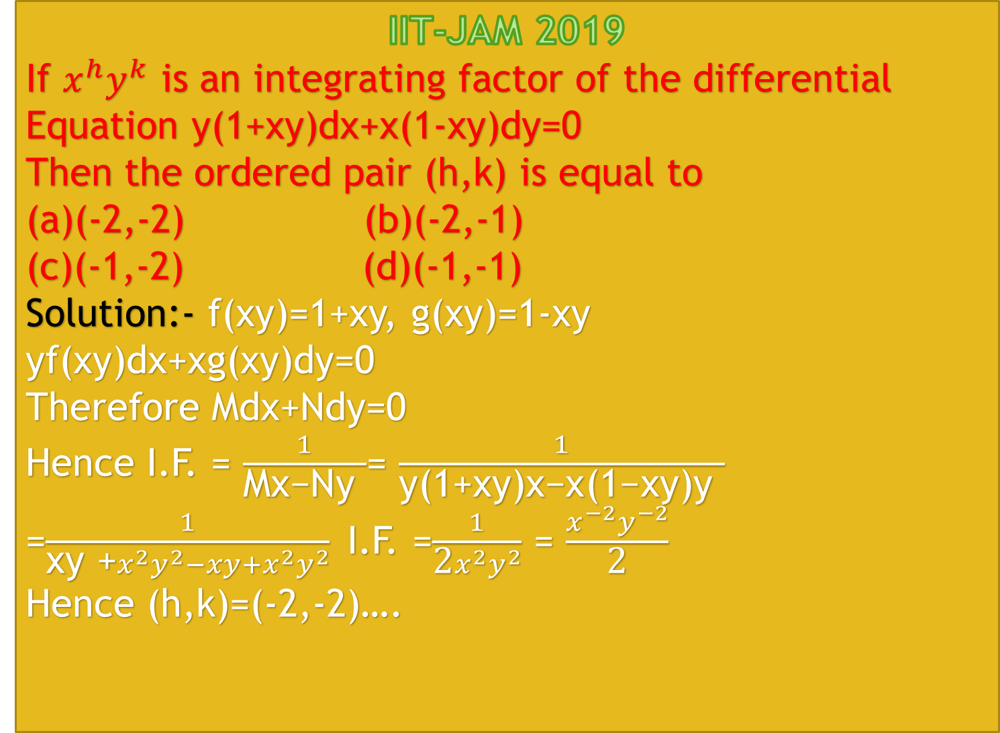 IIT-JAM 2019
If $x^h y^k$ is an integrating factor of the differential
Equation y(1+xy)dx+x(1-xy)dy=0
Then the ordered pair (h,k) is equal to
(a)(-2,-2) (b)(-2,-1)
(c)(-1,-2) (d)(-1,-1)
Solution:- f(xy)=1+xy, g(xy)=1-xy
yf(xy)dx+xg(xy)dy=0
Therefore Mdx+Ndy=0
Hence I.F. = $\frac{1}{Mx−Ny}$= $\frac{1}{y(1+xy)x−x(1−xy)y}$
=$\frac{1}{xy +x^2y^2−xy+x^2y^2}$ I.F. =$\frac{1}{2x^2y^2}$ = $\frac{x^{−2}y^{−2}}{2}$
Hence (h,k)=(-2,-2)….